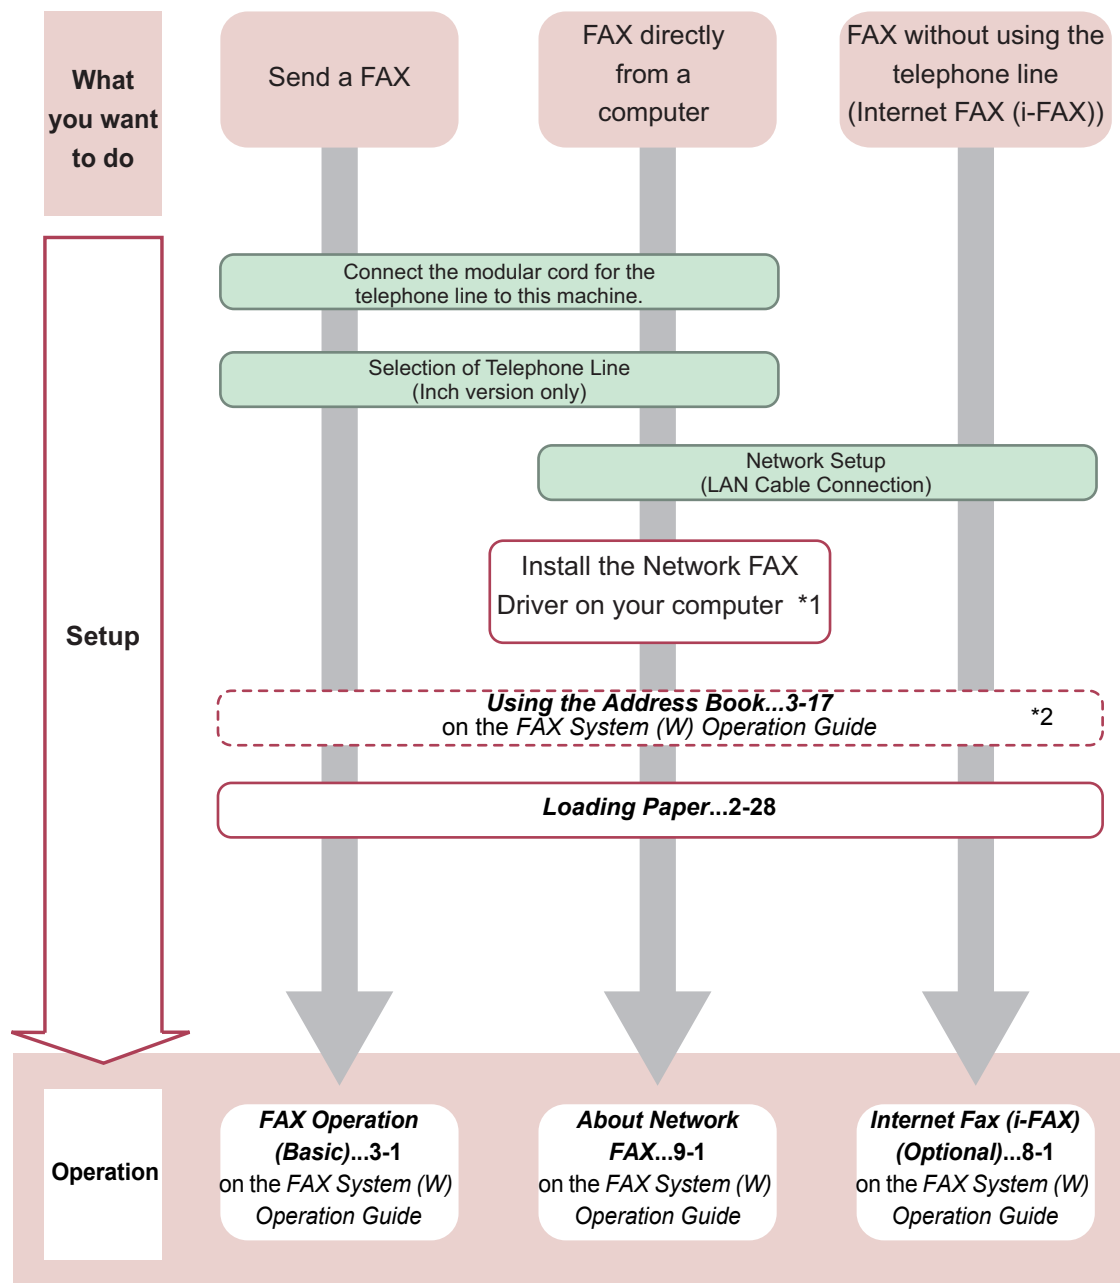 What
you want
to do
Send a FAX
FAX directly
from a
computer
FAX without using the
telephone line
(Internet FAX (i-FAX))
Setup
Connect the modular cord for the
telephone line to this machine.
Selection of Telephone Line
(Inch version only)
Network Setup
(LAN Cable Connection)
Install the Network FAX
Driver on your computer *1
Using the Address Book...3-17
on the FAX System (W) Operation Guide
*2
Loading Paper...2-28
Operation
FAX Operation
(Basic)...3-1
on the FAX System (W)
Operation Guide
About Network
FAX...9-1
on the FAX System (W)
Operation Guide
Internet Fax (i-FAX)
(Optional)...8-1
on the FAX System (W)
Operation Guide